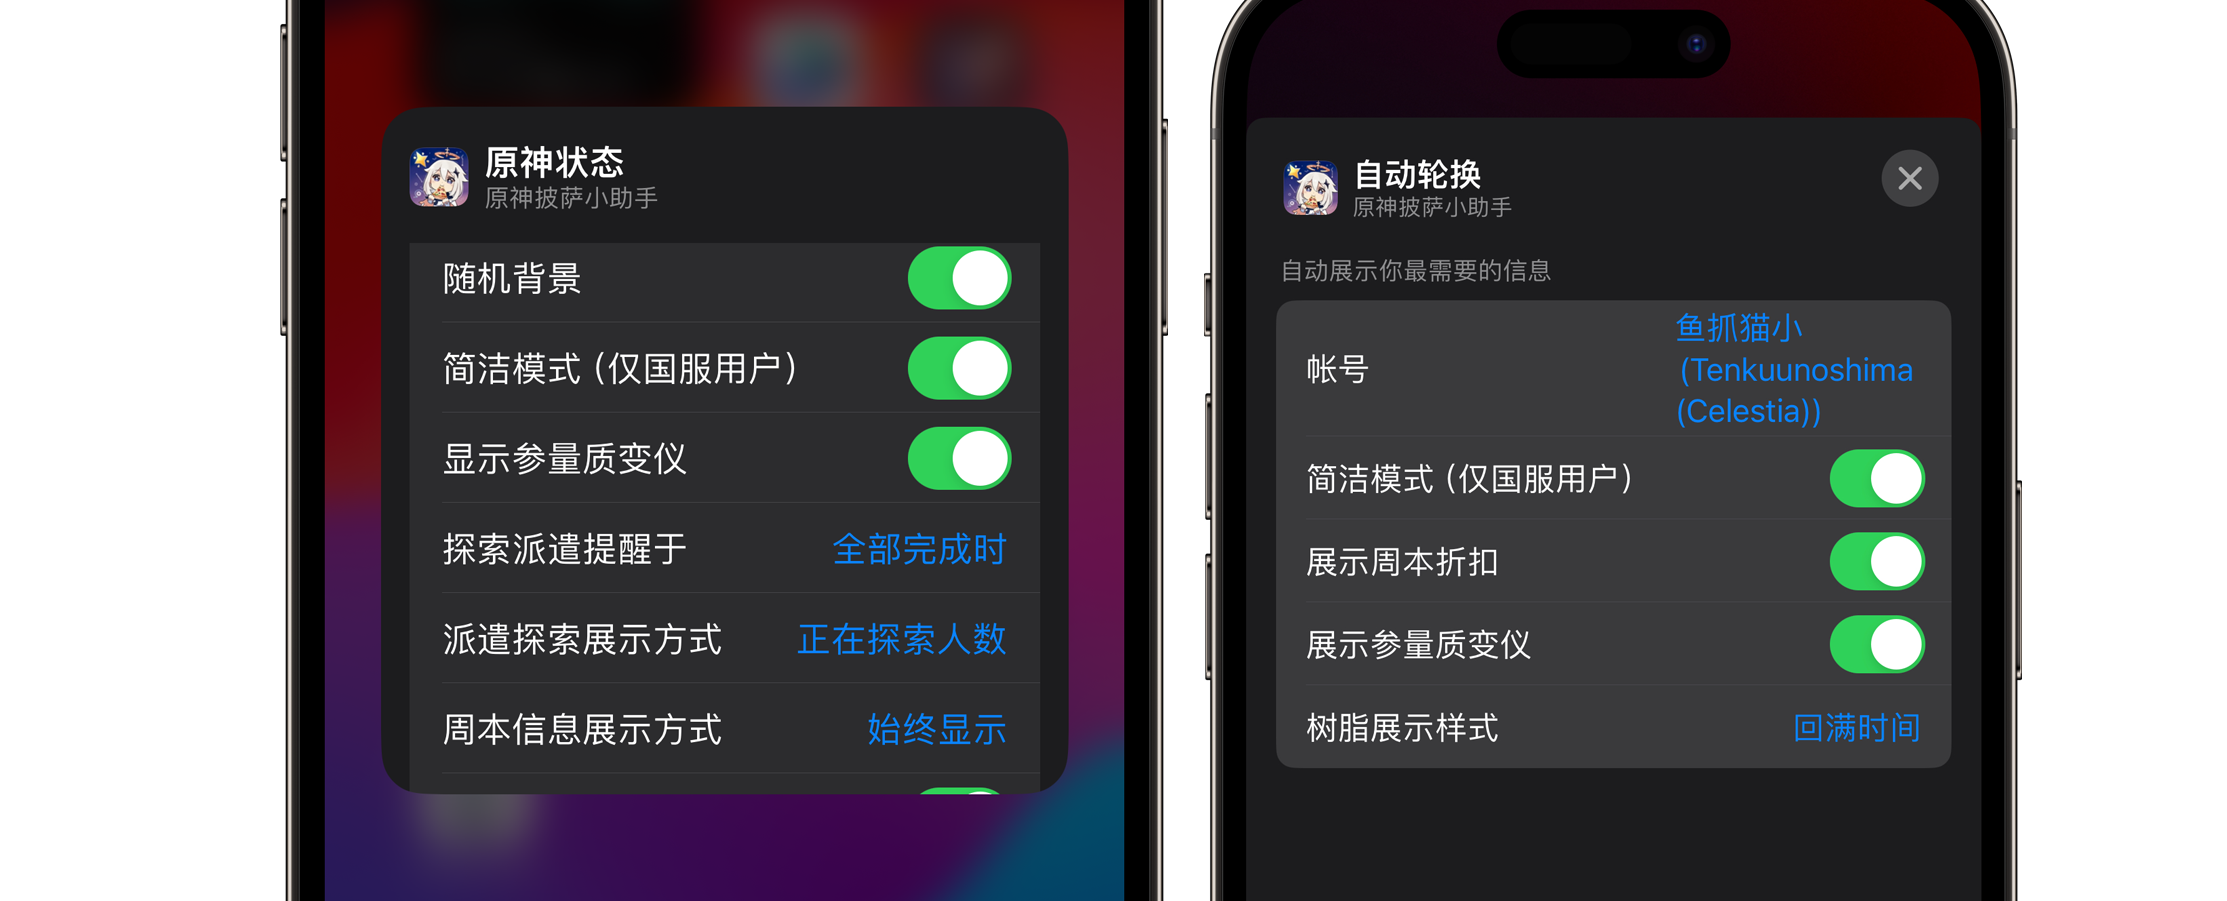 原神状态
原神披萨小助手
随机背景
简洁模式（仅国服用户）
显示参量质变仪
探索派遣提醒于 全部完成时
派遣探索展示方式 正在探索人数
周本信息展示方式 始终显示
自动轮换
原神披萨小助手
自动展示你最需要的信息
帐号
鱼抓猫小
(Tenkuunoshima
(Celestia))
简洁模式（仅国服用户）
展示周本折扣
展示参量质变仪
树脂展示样式 回满时间